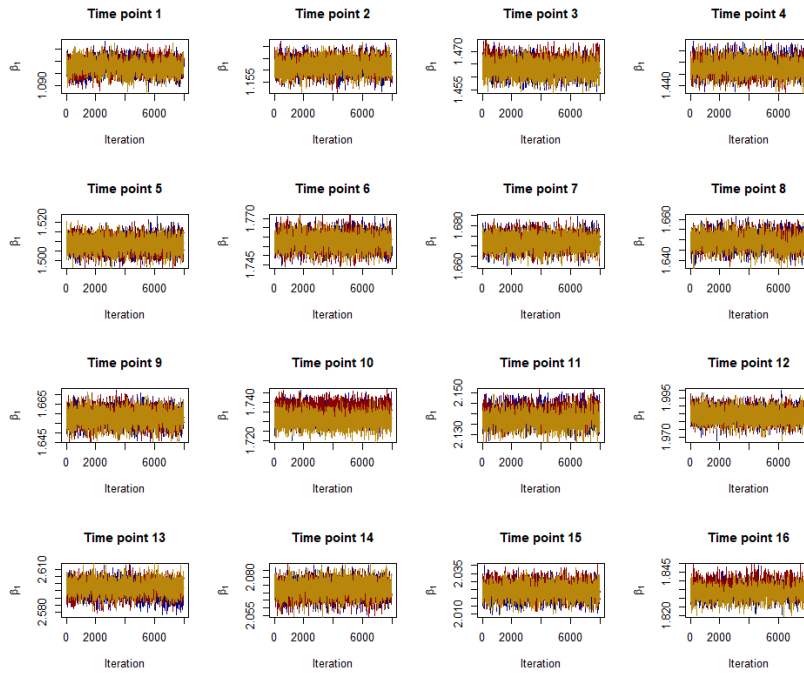 Time point 1
Time point 2
Time point 3
Time point 4
β1
1.090
β1
1.155
β1
1.455 1.470
β1
1.440
0 2000 6000
0 2000 6000
0 2000 6000
0 2000 6000
Iteration
Iteration
Iteration
Iteration
Time point 5
Time point 6
Time point 7
Time point 8
β1
1.500 1.520
β1
1.745 1.770
β1
1.660 1.680
β1
1.640 1.660
0 2000 6000
0 2000 6000
0 2000 6000
0 2000 6000
Iteration
Iteration
Iteration
Iteration
Time point 9
Time point 10
Time point 11
Time point 12
β1
1.645 1.665
β1
1.720 1.740
β1
2.130 2.150
β1
1.970 1.995
0 2000 6000
0 2000 6000
0 2000 6000
0 2000 6000
Iteration
Iteration
Iteration
Iteration
Time point 13
Time point 14
Time point 15
Time point 16
β1
2.580 2.610
β1
2.055 2.080
β1
2.010 2.035
β1
1.820 1.845
0 2000 6000
0 2000 6000
0 2000 6000
0 2000 6000
Iteration
Iteration
Iteration
Iteration